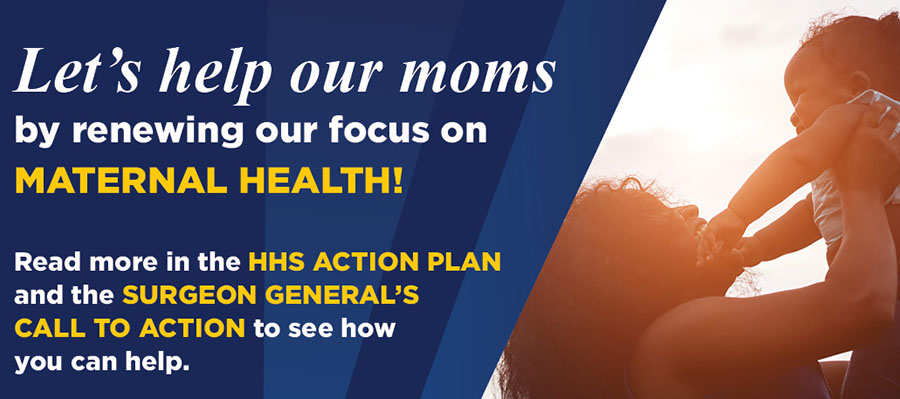 Let’s help our moms
by renewing our focus on
MATERNAL HEALTH!
Read more in the HHS ACTION PLAN
and the SURGEON GENERAL’S
CALL TO ACTION to see how
you can help.